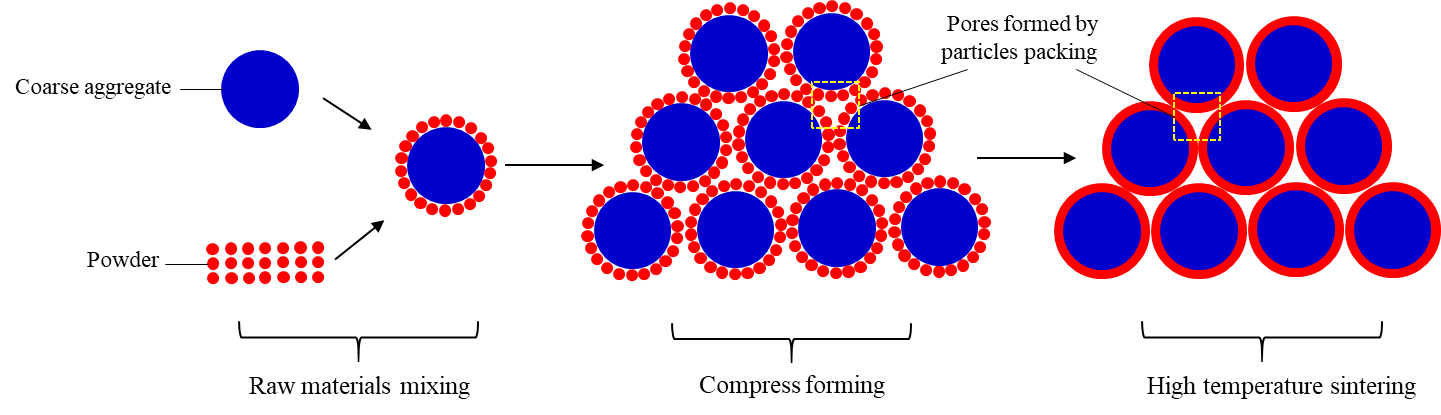 Coarse aggregate
Powder
Pores formed by
particles packing
Raw materials mixing
Compress forming
High temperature sintering